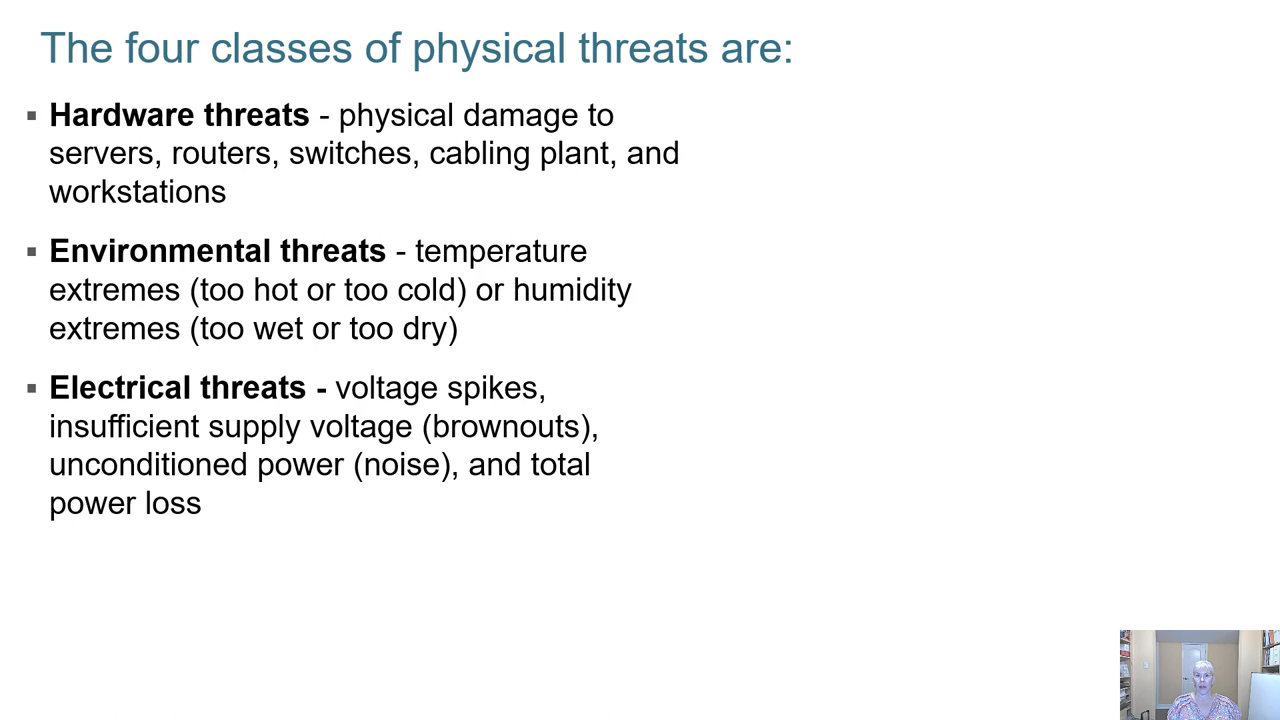 The four classes of physical threats are:
▪ Hardware threats - physical damage to
servers, routers, switches, cabling plant, and
workstations
▪ Environmental threats - temperature
extremes (too hot or too cold) or humidity
extremes (too wet or too dry)
▪ Electrical threats - voltage spikes,
insufficient supply voltage (brownouts),
unconditioned power (noise), and total
power loss